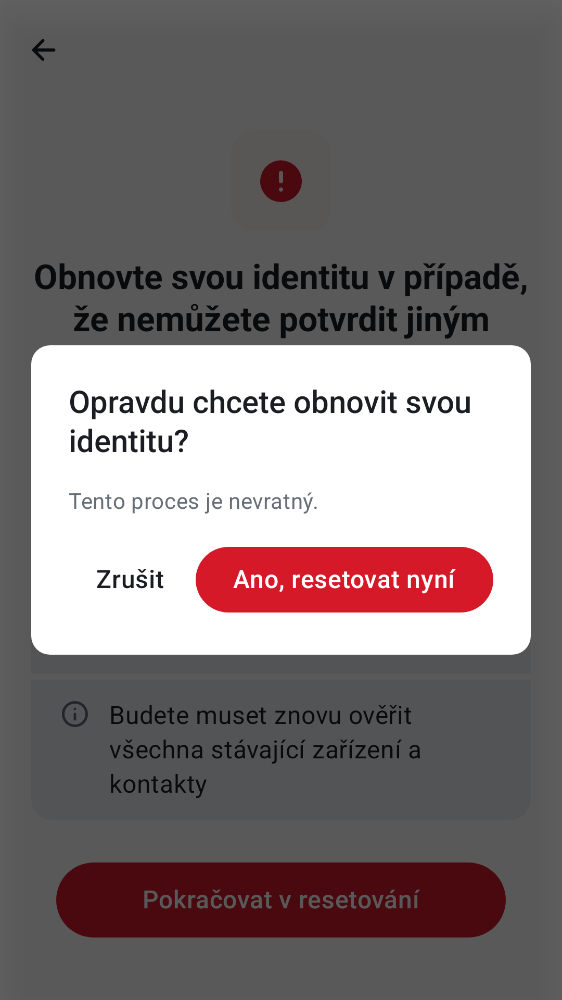 Obnovte svou identitu v případě,
že nemůžete potvrdit jiným
Opravdu chcete obnovit svou
identitu?
Tento proces je nevratný.
Zrušit
Ano, resetovat nyní
Budete muset znovu ověřit
všechna stávající zařízení a
kontakty
Pokračovat v resetování